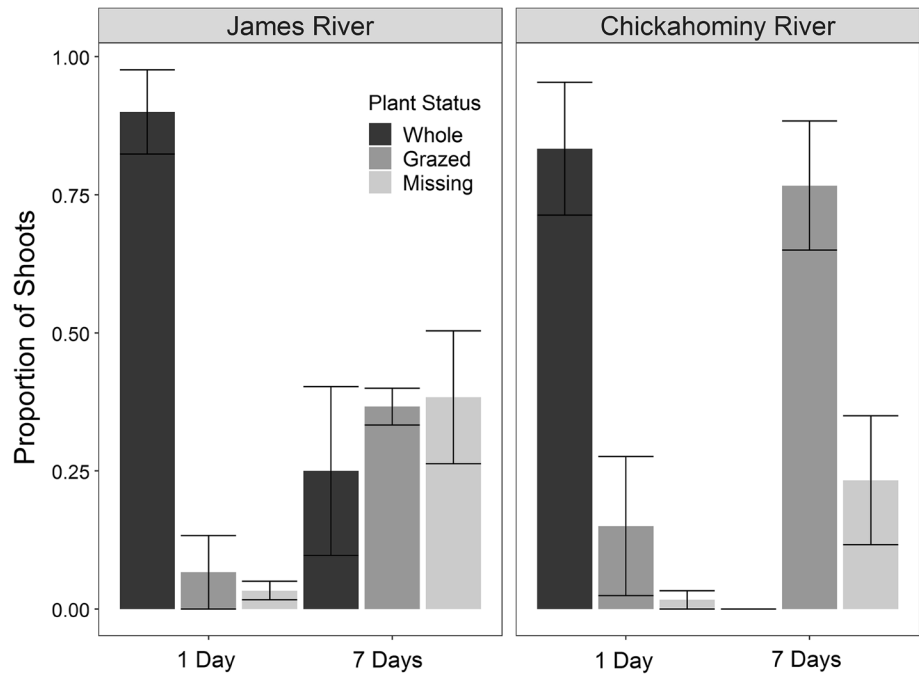 James River
Chickahominy River
Proportion of Shoots
1.00
0.75
0.50
0.25
0.00
Plant Status
Whole
Grazed
Missing
1 Day
7 Days
1 Day
7 Days